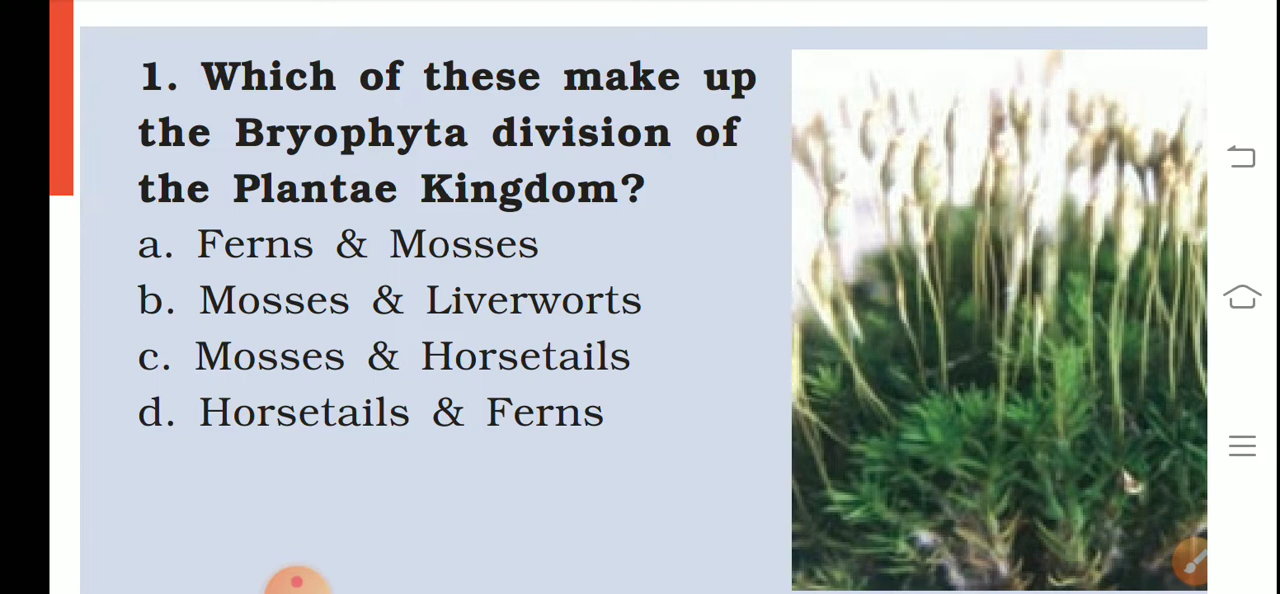 1. Which of these make up
the Bryophyta division of
the Plantae Kingdom?
a. Ferns & Mosses
b. Mosses & Liverworts
c. Mosses & Horsetails
d. Horsetails & Ferns